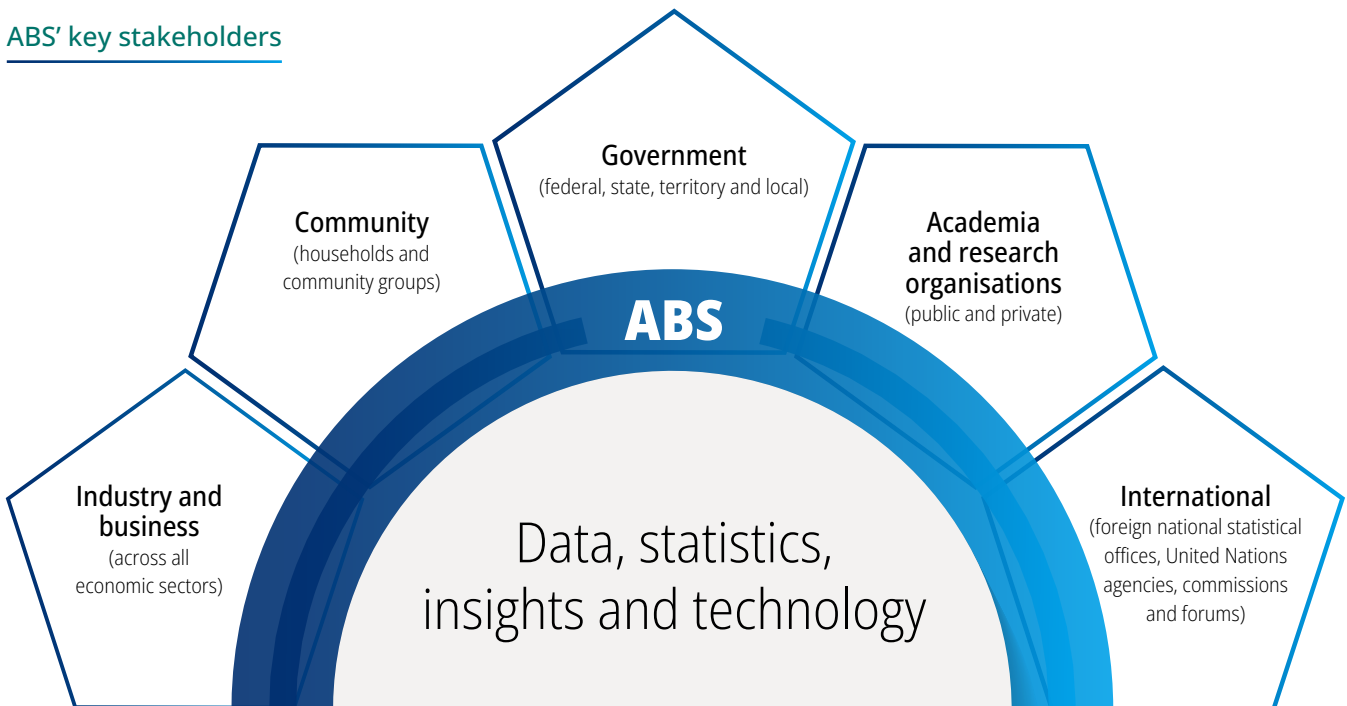 ABS’ key stakeholders
Government
(federal, state, territory and local)
Community
(households and
community groups)
Academia
and research
organisations
(public and private)
ABS
Industry and
business
(across all
economic sectors)
International
(foreign national statistical
offices, United Nations
agencies, commissions
and forums)
Data, statistics,
insights and technology